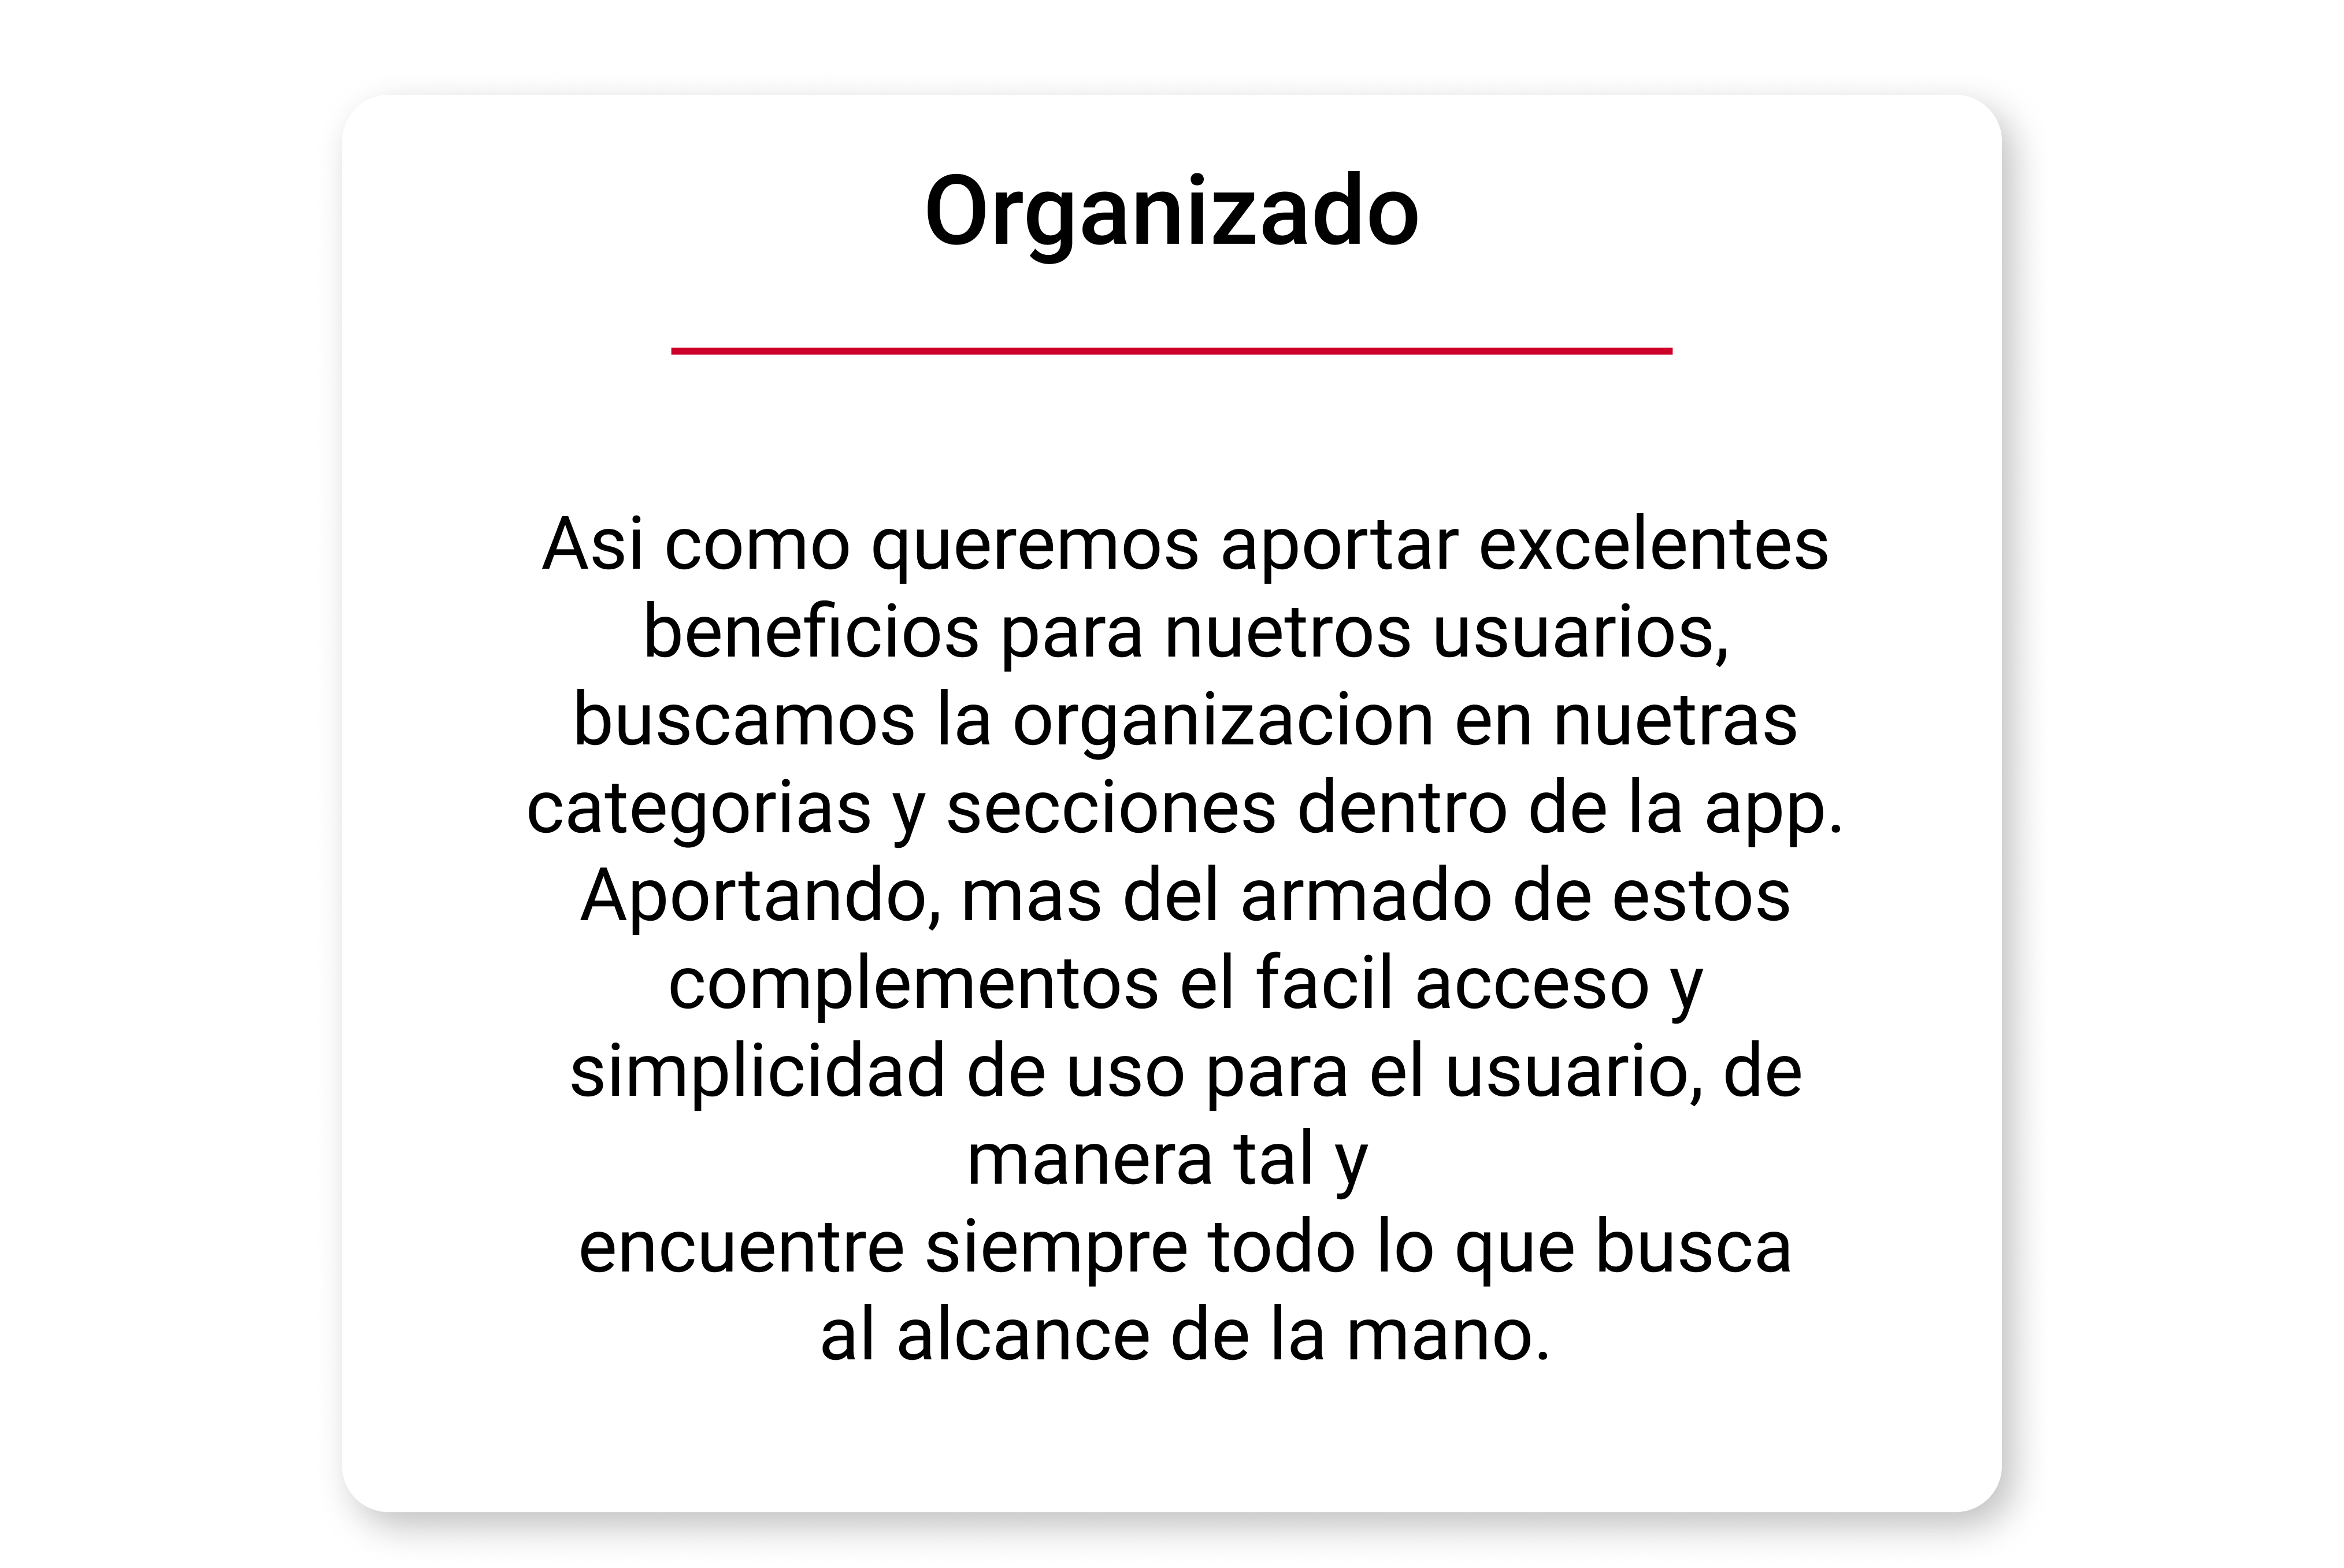 Organizado
Asi como queremos aportar excelentes
beneficios para nuetros usuarios,
buscamos la organizacion en nuetras
categorias y secciones dentro de la app.
Aportando, mas del armado de estos
complementos el facil acceso y
simplicidad de uso para el usuario, de
manera tal y
encuentre siempre todo lo que busca
al alcance de la mano.